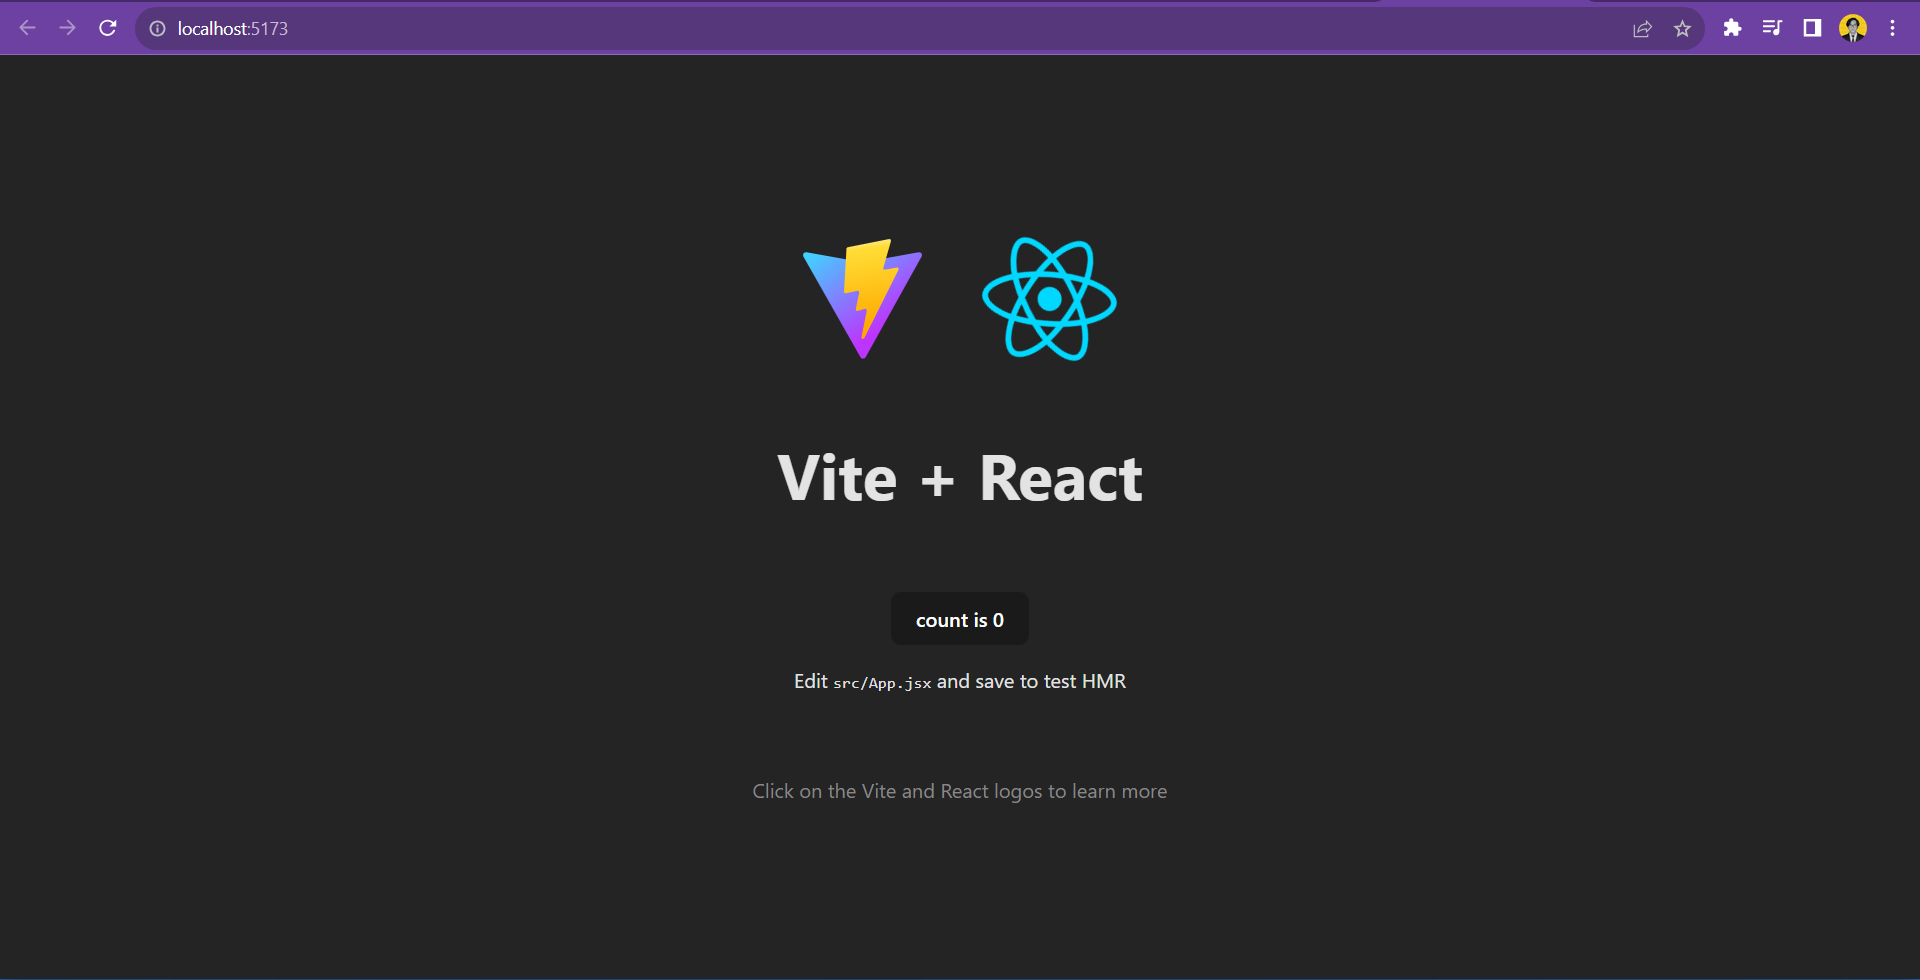 localhost:5173
Vite + React
count is 0
Edit src/App.jsx and save to test HMR
Click on the Vite and React logos to learn more